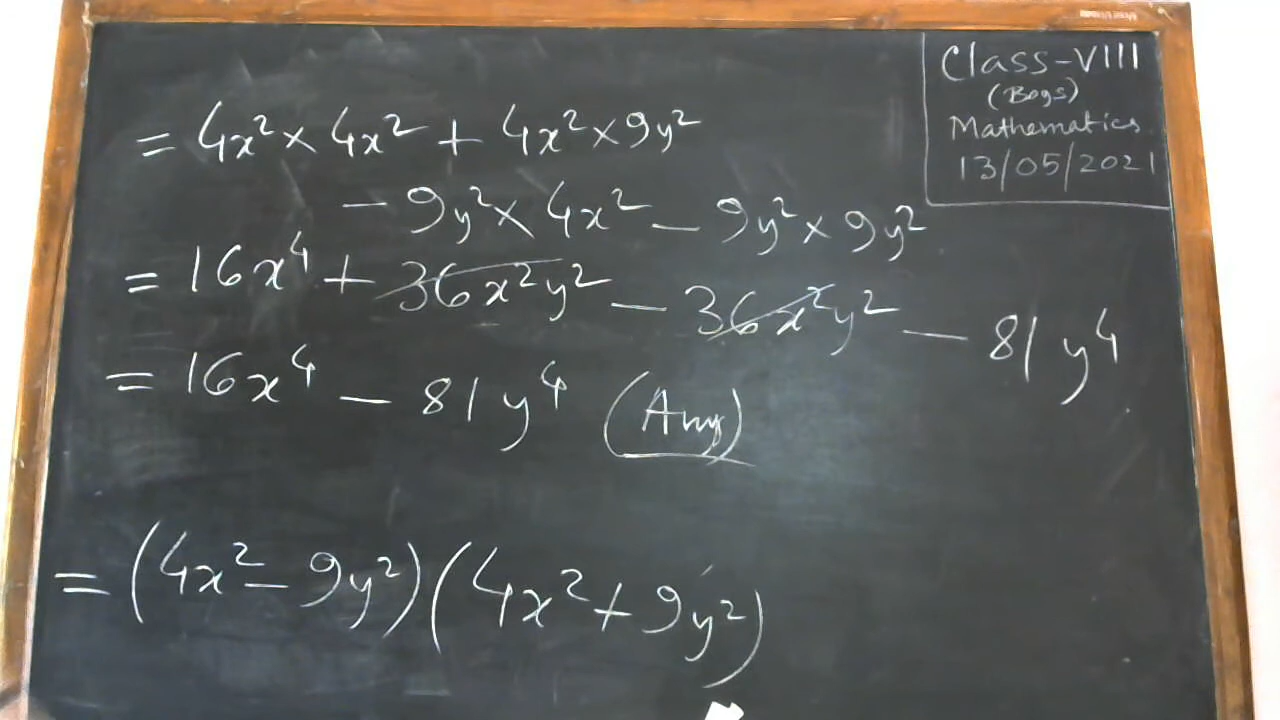 Class-VIII
(Boys)
Mathematics
13/05/2021
= 4x² × 4x² + 4x² × 9y²
- 9y² × 4x² - 9y² × 9y²
= 16x⁴ + 36x²y² - 36x²y² - 81y⁴
= 16x⁴ - 81y⁴ (Ans)
= (4x² - 9y²)(4x² + 9y²)